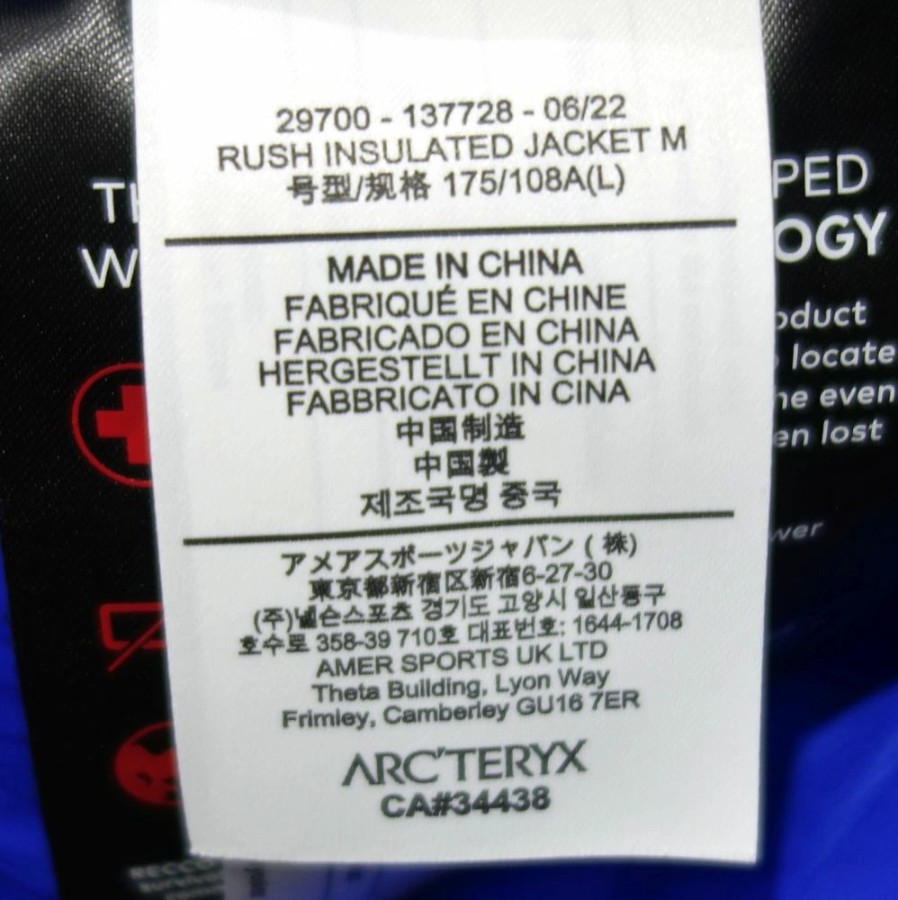 29700 - 137728 - 06/22
RUSH INSULATED JACKET M
号型/规格 175/108A(L)
MADE IN CHINA
FABRIQUÉ EN CHINE
FABRICADO EN CHINA
HERGESTELLT IN CHINA
FABBRICATO IN CINA
中国制造
中国製
제조국명 중국
アメアスポーツジャパン (株)
東京都新宿区新宿6-27-30
(주)넬슨스포츠 경기도 고양시 일산동구
호수로 358-39 710호 대표번호: 1644-1708
AMER SPORTS UK LTD
Theta Building, Lyon Way
Frimley, Camberley GU16 7ER
ARC'TERYX
CA#34438
PED
OGY
oduct
locate
even
lost